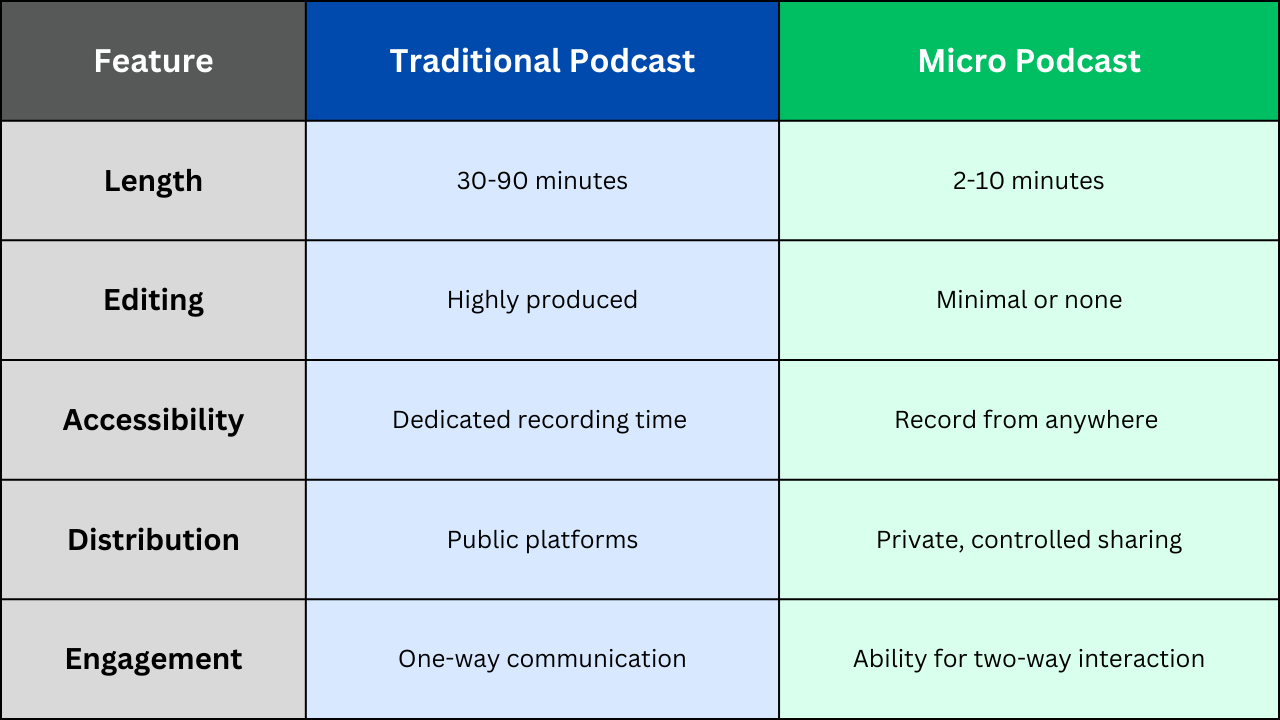 Feature Traditional Podcast Micro Podcast
Length 30-90 minutes 2-10 minutes
Editing Highly produced Minimal or none
Accessibility Dedicated recording time Record from anywhere
Distribution Public platforms Private, controlled sharing
Engagement One-way communication Ability for two-way interaction